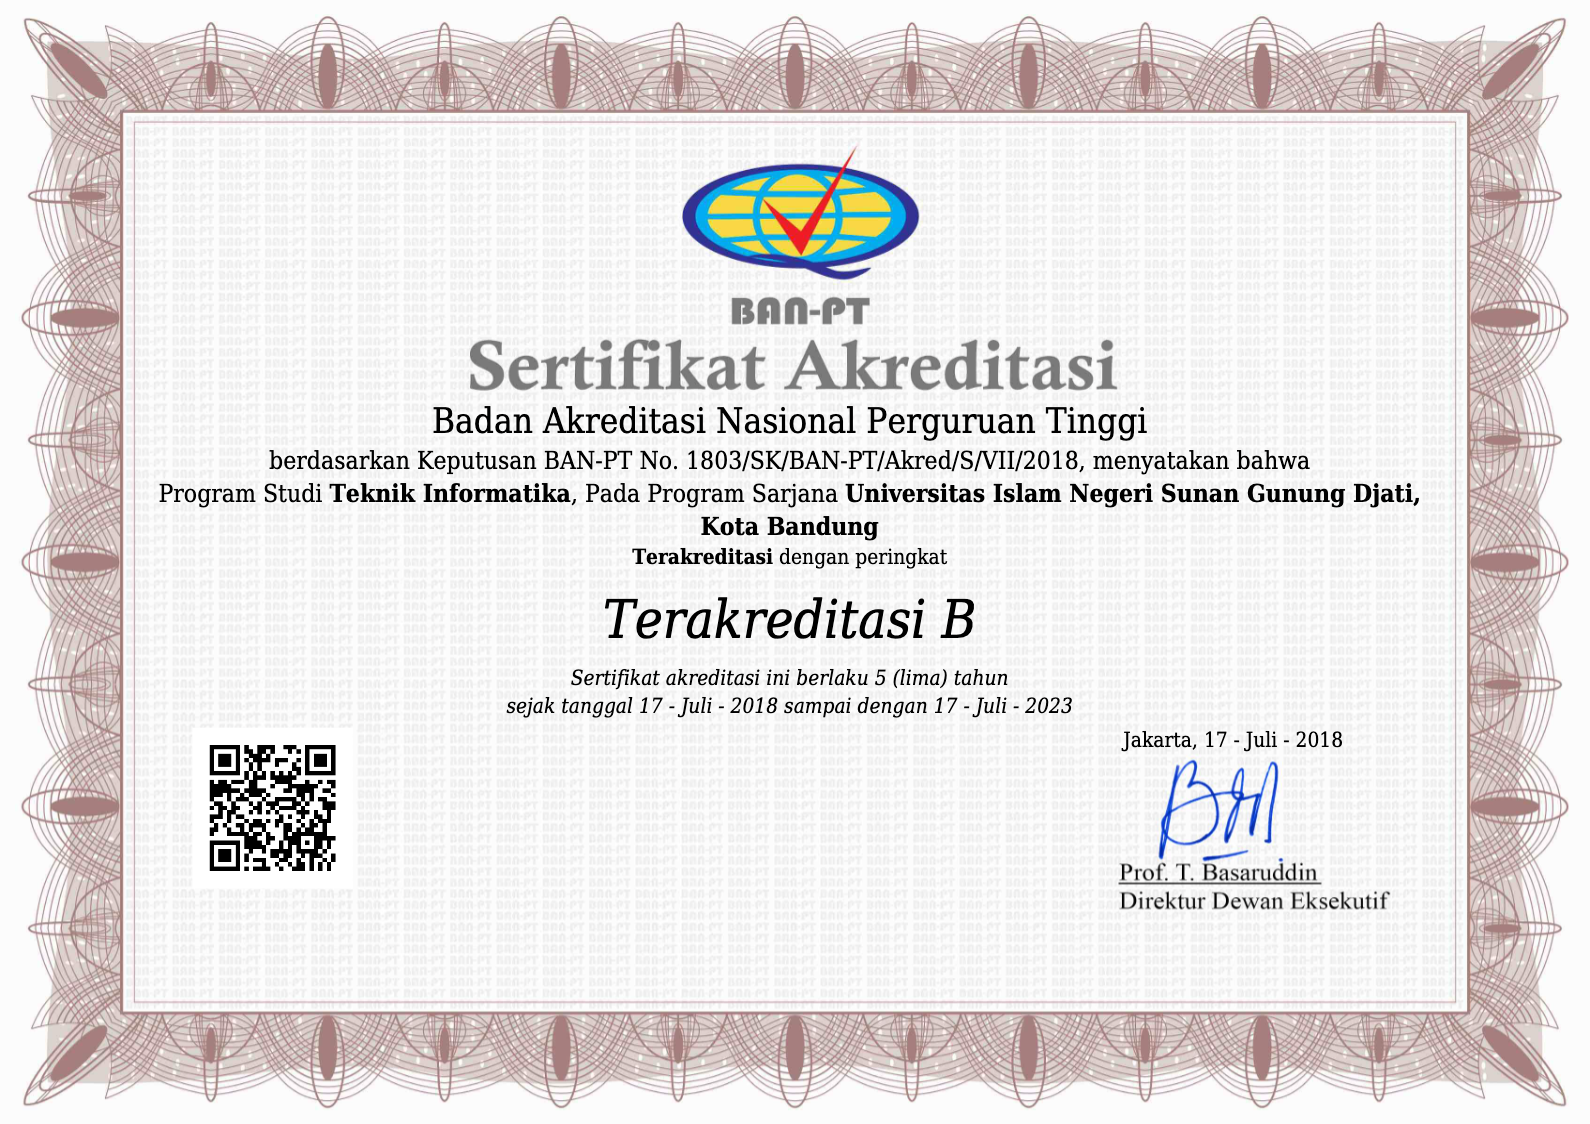 BAN-PT
Sertifikat Akreditasi
Badan Akreditasi Nasional Perguruan Tinggi
berdasarkan Keputusan BAN-PT No. 1803/SK/BAN-PT/Akred/S/VII/2018, menyatakan bahwa
Program Studi Teknik Informatika, Pada Program Sarjana Universitas Islam Negeri Sunan Gunung Djati,
Kota Bandung
Terakreditasi dengan peringkat
Terakreditasi B
Sertifikat akreditasi ini berlaku 5 (lima) tahun
sejak tanggal 17 - Juli - 2018 sampai dengan 17 - Juli - 2023
Jakarta, 17 - Juli - 2018
Prof. T. Basaruddin
Direktur Dewan Eksekutif